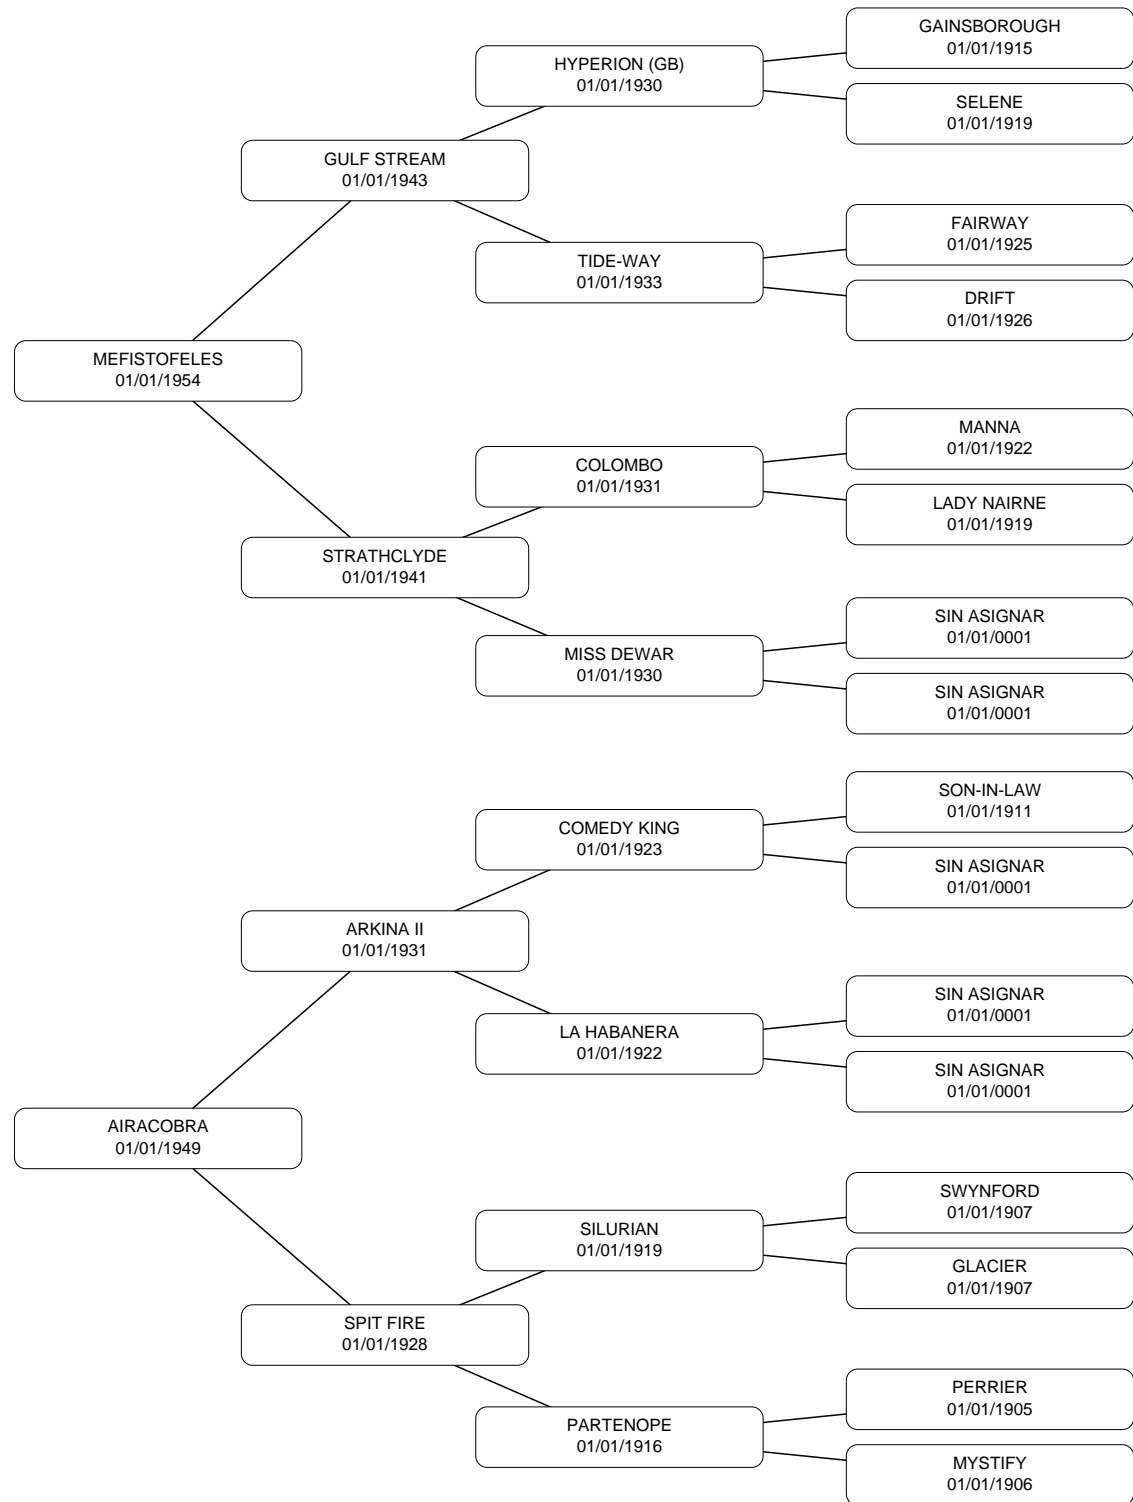 GAINSBOROUGH
01/01/1915
HYPERION (GB)
01/01/1930
SELENE
01/01/1919
GULF STREAM
01/01/1943
FAIRWAY
01/01/1925
TIDE-WAY
01/01/1933
DRIFT
01/01/1926
MEFISTOFELES
01/01/1954
MANNA
01/01/1922
COLOMBO
01/01/1931
LADY NAIRNE
01/01/1919
STRATHCLYDE
01/01/1941
SIN ASIGNAR
01/01/0001
MISS DEWAR
01/01/1930
SIN ASIGNAR
01/01/0001
SON-IN-LAW
01/01/1911
COMEDY KING
01/01/1923
SIN ASIGNAR
01/01/0001
ARKINA II
01/01/1931
SIN ASIGNAR
01/01/0001
LA HABANERA
01/01/1922
SIN ASIGNAR
01/01/0001
AIRACOBRA
01/01/1949
SWYNFORD
01/01/1907
SILURIAN
01/01/1919
GLACIER
01/01/1907
SPIT FIRE
01/01/1928
PERRIER
01/01/1905
PARTENOPE
01/01/1916
MYSTIFY
01/01/1906